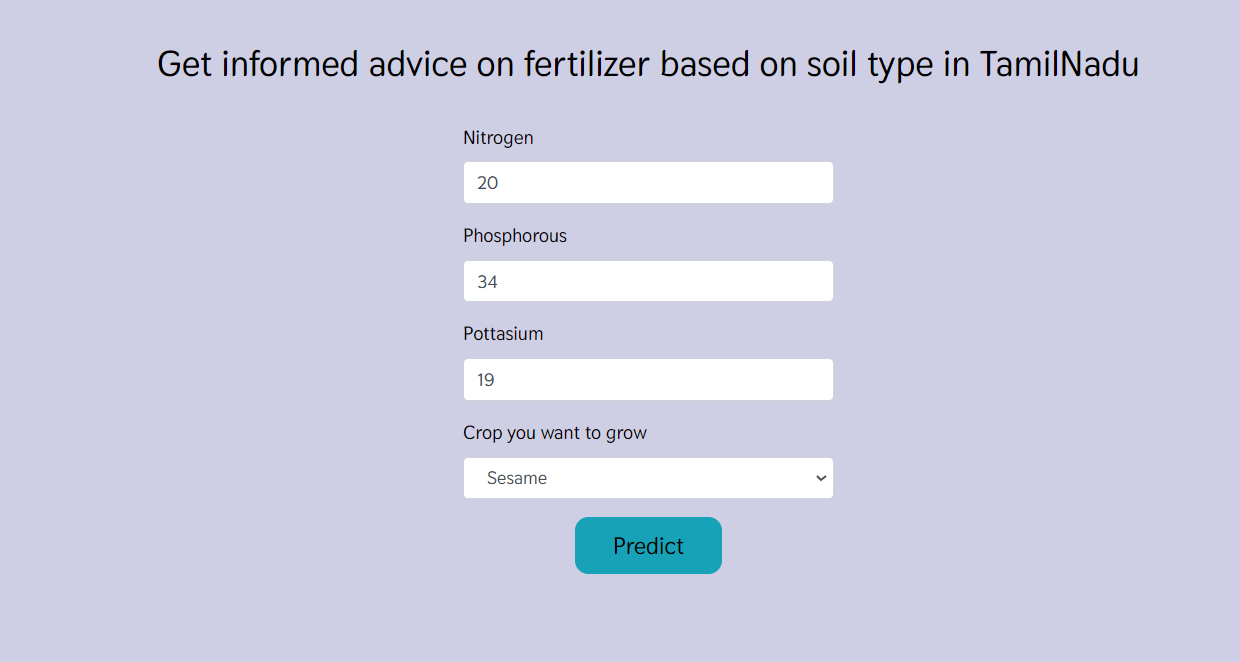 Get informed advice on fertilizer based on soil type in TamilNadu
Nitrogen
20
Phosphorous
34
Pottasium
19
Crop you want to grow
Sesame
Predict